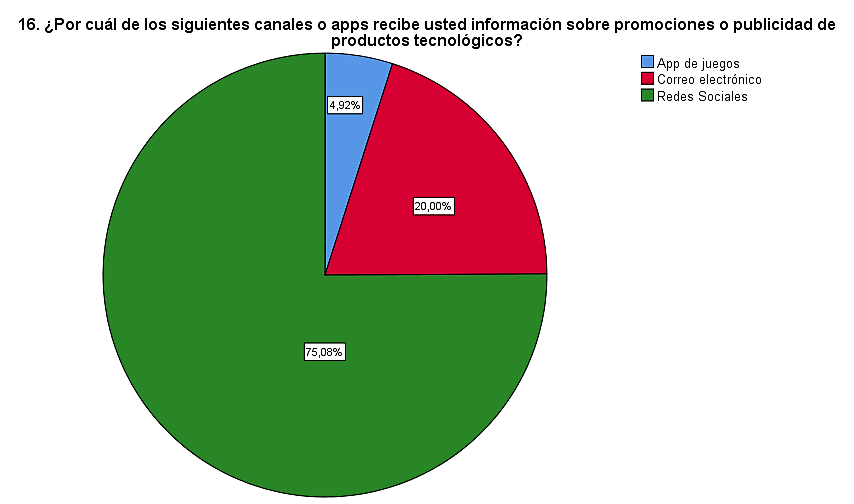 16. ¿Por cuál de los siguientes canales o apps recibe usted información sobre promociones o publicidad de
productos tecnológicos?
App de juegos
Correo electrónico
Redes Sociales
4,92%
20,00%
75,08%